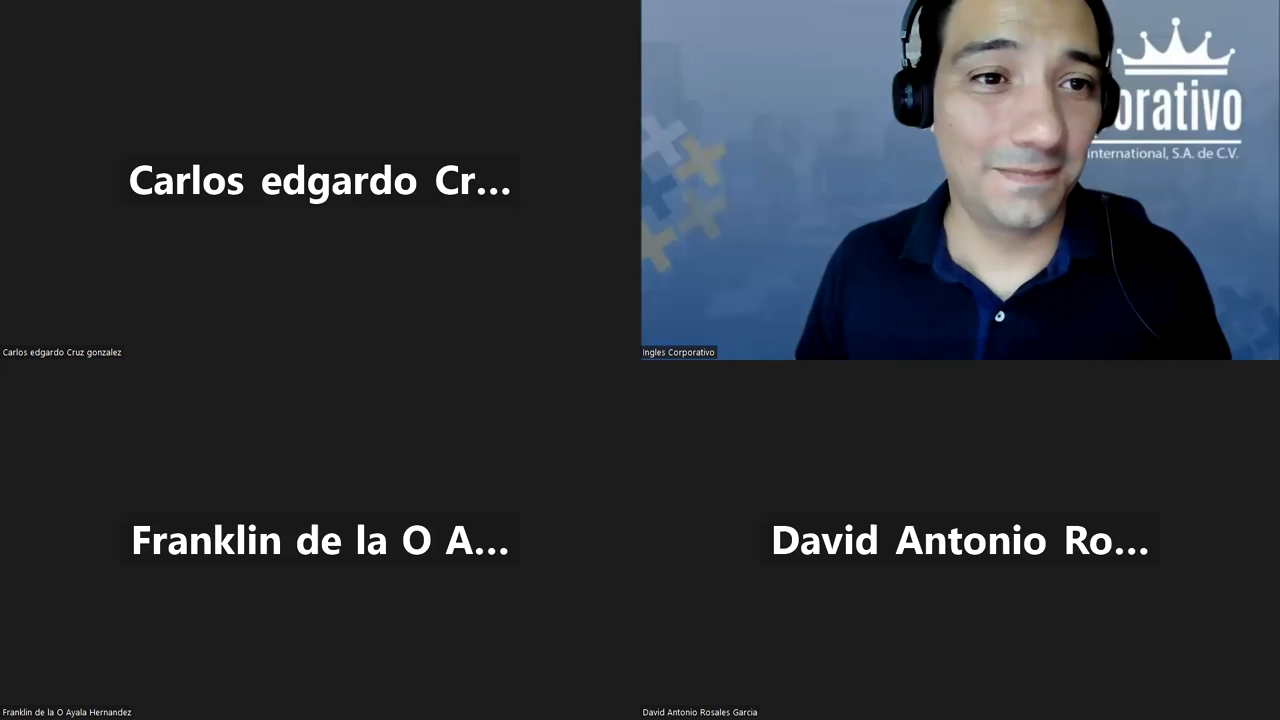 Carlos edgardo Cr...
Carlos edgardo Cruz gonzalez
orativo
international, S.A. de C.V.
Ingles Corporativo
Franklin de la O A...
Franklin de la O Ayala Hernandez
David Antonio Ro...
David Antonio Rosales Garcia